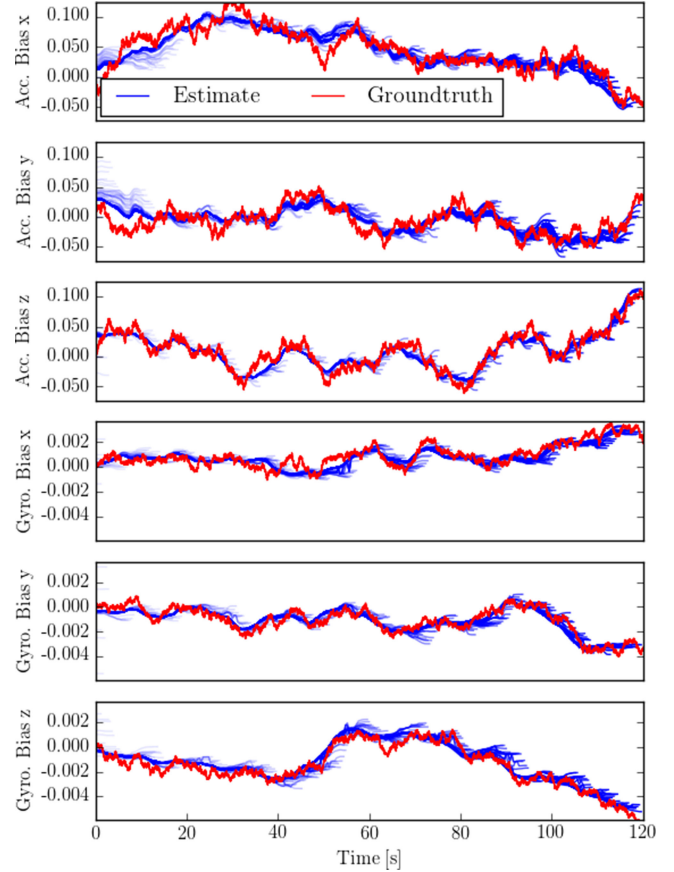 Acc. Bias x
0.100
0.050
0.000
-0.050
Estimate
Groundtruth
Acc. Bias y
0.100
0.050
0.000
-0.050
Acc. Bias z
0.100
0.050
0.000
-0.050
Gyro. Bias x
0.002
0.000
-0.002
-0.004
Gyro. Bias y
0.002
0.000
-0.002
-0.004
Gyro. Bias z
0.002
0.000
-0.002
-0.004
0 20 40 60 80 100 120
Time [s]